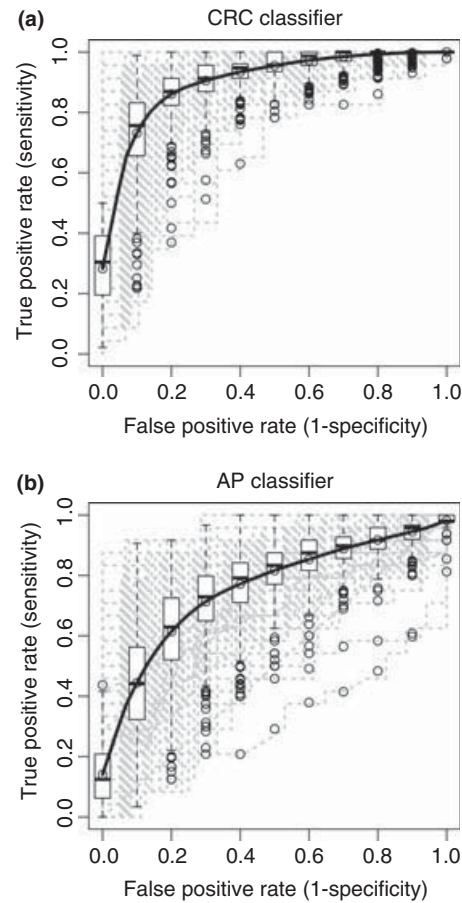 (a) CRC classifier
True positive rate (sensitivity)
1.0
0.8
0.6
0.4
0.2
0.0
0.0 0.2 0.4 0.6 0.8 1.0
False positive rate (1-specificity)
(b) AP classifier
True positive rate (sensitivity)
1.0
0.8
0.6
0.4
0.2
0.0
0.0 0.2 0.4 0.6 0.8 1.0
False positive rate (1-specificity)